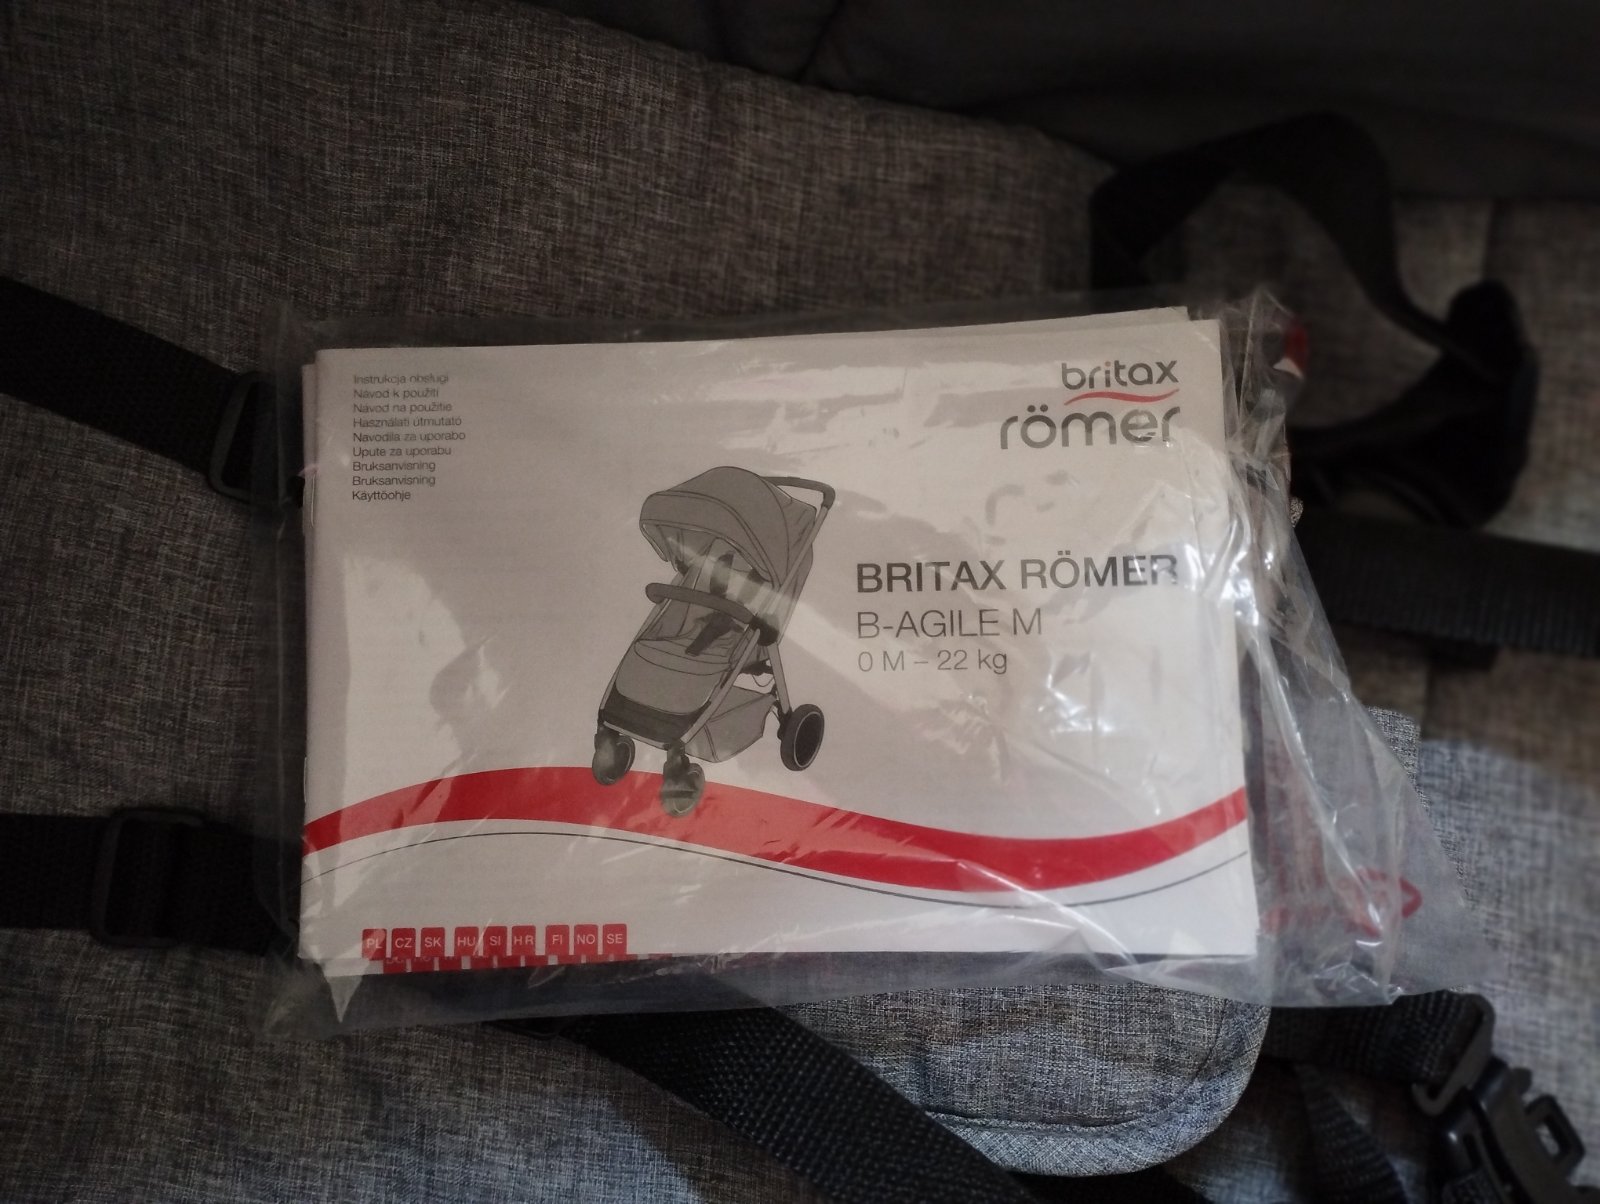 Instrukcja obsługi
Návod k použití
Návod na použitie
Használati útmutató
Navodila za uporabo
Upute za uporabu
Bruksanvisning
Bruksanvisning
Käyttöohje
britax
römer
BRITAX RÖMER
B-AGILE M
0 M – 22 kg
PL CZ SK HU SI HR FI NO SE